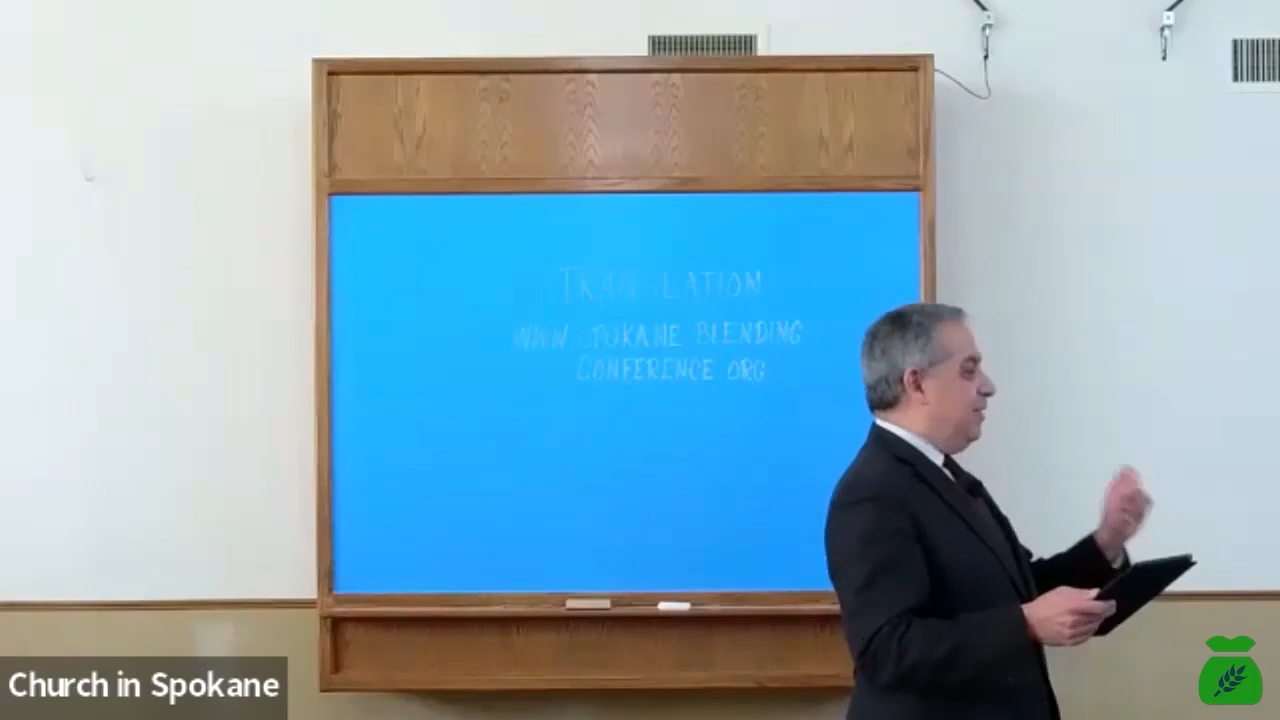 TRANSLATION
WWW SPOKANE BLENDING
CONFERENCE ORG
Church in Spokane